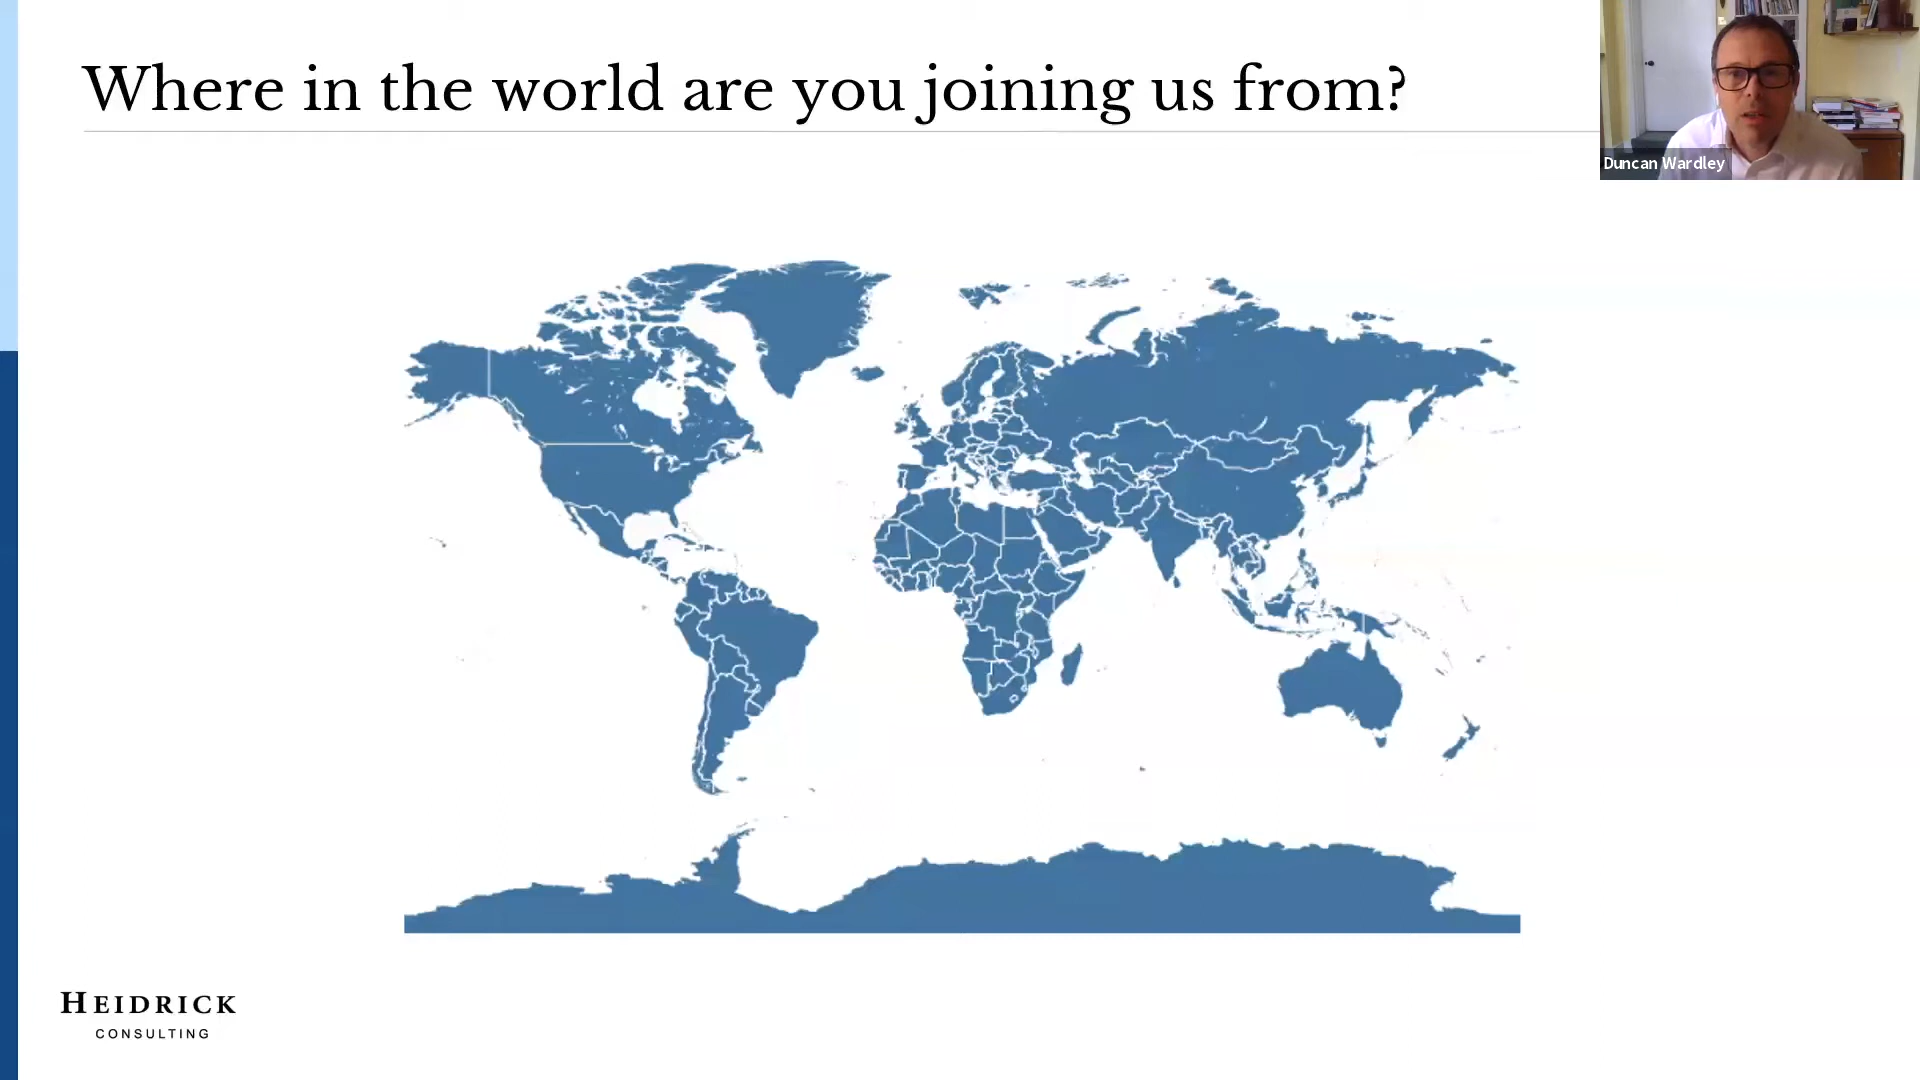 Where in the world are you joining us from?
Duncan Wardley
HEIDRICK
CONSULTING